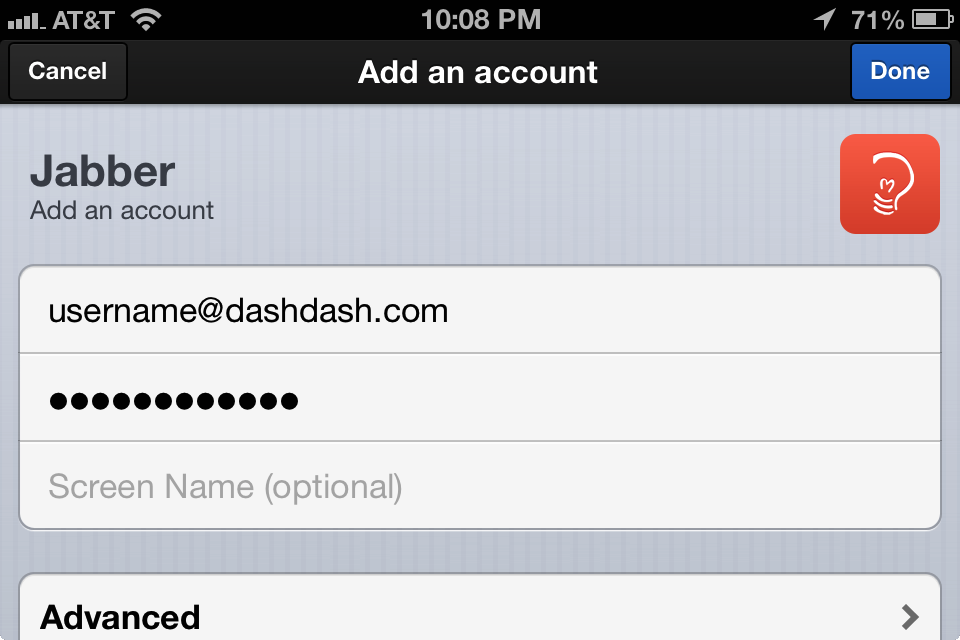 AT&T 10:08 PM 71%
Cancel Add an account Done
Jabber
Add an account
username@dashdash.com
●●●●●●●●●●●●
Screen Name (optional)
Advanced